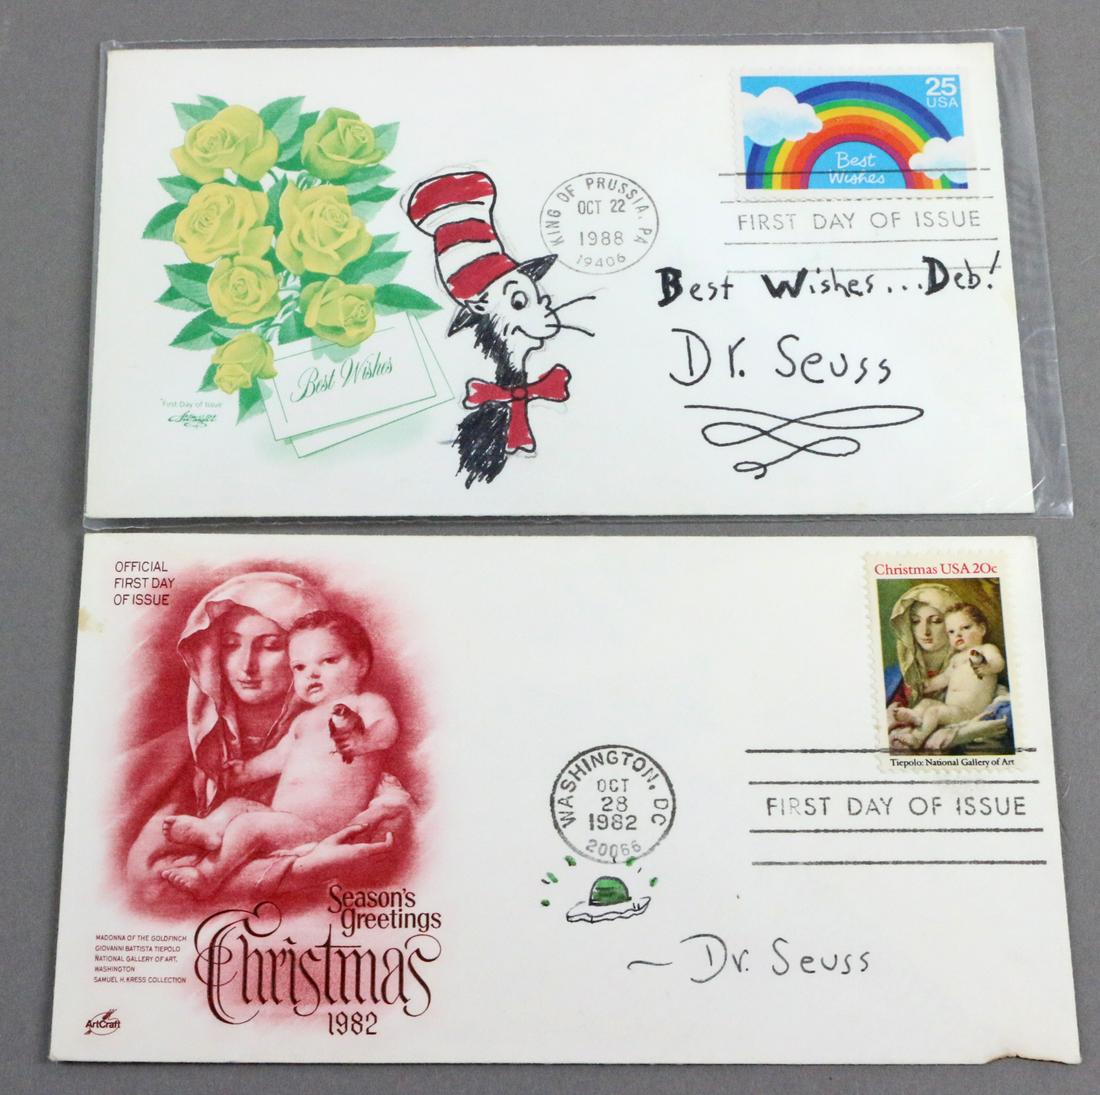 25
USA
Best
Wishes
FIRST DAY OF ISSUE
KING OF PRUSSIA, PA
OCT 22
1988
19406
Best Wishes...Deb!
Dr. Seuss
Best Wishes
First Day of Issue
OFFICIAL
FIRST DAY
OF ISSUE
Christmas USA 20c
Tiepolo: National Gallery of Art
WASHINGTON, DC
OCT
28
1982
20066
FIRST DAY OF ISSUE
Season's
greetings
Christmas
1982
MADONNA OF THE GOLDFINCH
GIOVANNI BATTISTA TIEPOLO
NATIONAL GALLERY OF ART,
WASHINGTON
SAMUEL H. KRESS COLLECTION
ArtCraft
~ Dr. Seuss